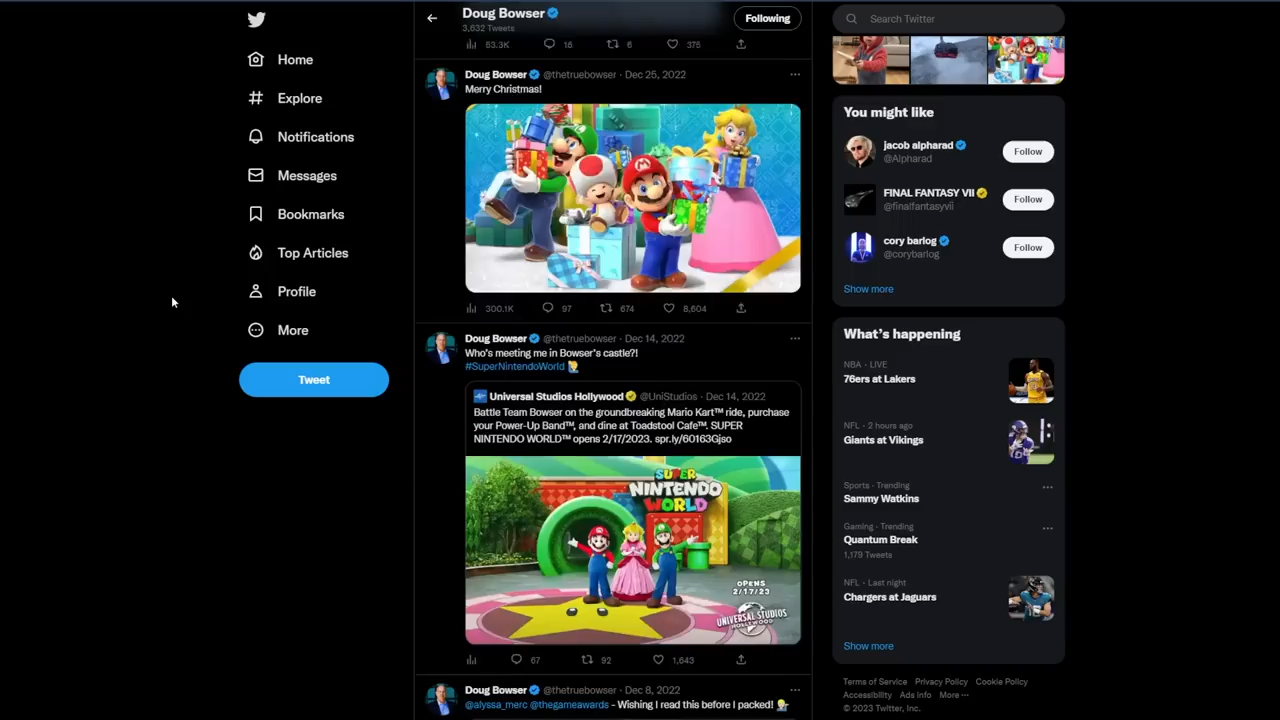 Home
Explore
Notifications
Messages
Bookmarks
Top Articles
Profile
More
Tweet
Doug Bowser
3,632 Tweets
Following
53.3K 16 6 375
Doug Bowser @thetruebowser · Dec 25, 2022
Merry Christmas!
300.1K 97 674 8,604
Doug Bowser @thetruebowser · Dec 14, 2022
Who's meeting me in Bowser's castle?!
#SuperNintendoWorld
Universal Studios Hollywood @UniStudios · Dec 14, 2022
Battle Team Bowser on the groundbreaking Mario Kart™ ride, purchase
your Power-Up Band™, and dine at Toadstool Cafe™. SUPER
NINTENDO WORLD™ opens 2/17/2023. spr.ly/60163Gjso
SUPER
NINTENDO
WORLD
OPENS
2/17/23
UNIVERSAL STUDIOS
HOLLYWOOD
67 92 1,643
Doug Bowser @thetruebowser · Dec 8, 2022
@alyssa_merc @thegameawards - Wishing I read this before I packed!
Search Twitter
You might like
jacob alpharad
@Alpharad
Follow
FINAL FANTASY VII
@finalfantasyvii
Follow
cory barlog
@corybarlog
Follow
Show more
What's happening
NBA · LIVE
76ers at Lakers
NFL · 2 hours ago
Giants at Vikings
Sports · Trending
Sammy Watkins
Gaming · Trending
Quantum Break
1,179 Tweets
NFL · Last night
Chargers at Jaguars
Show more
Terms of Service Privacy Policy Cookie Policy
Accessibility Ads Info More ···
© 2023 Twitter, Inc.